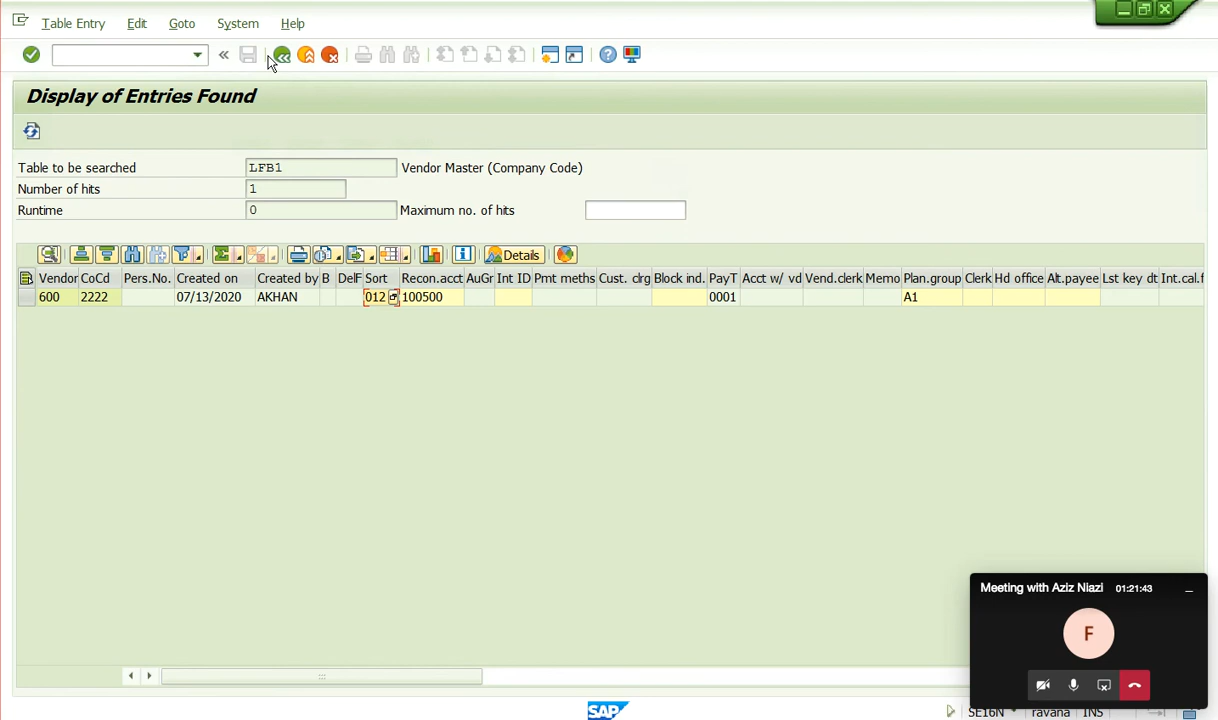 Table Entry Edit Goto System Help
Display of Entries Found
Table to be searched LFB1 Vendor Master (Company Code)
Number of hits 1
Runtime 0 Maximum no. of hits
Details
Vendor CoCd Pers.No. Created on Created by B DelF Sort Recon.acct AuGr Int ID Pmt meths Cust. clrg Block ind. PayT Acct w/ vd Vend.clerk Memo Plan.group Clerk Hd office Alt.payee Lst key dt Int.cal.f
600 2222 07/13/2020 AKHAN 012 100500 0001 A1
Meeting with Aziz Niazi 01:21:43
F
SAP
SE16N ravana INS